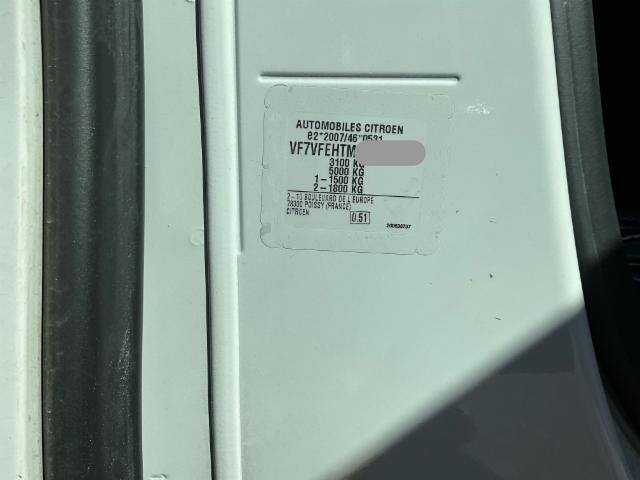 AUTOMOBILES CITROEN
e2*2007/46*0531
VF7VFEHTM
3100 KG
5000 KG
1-1500 KG
2-1800 KG
2-10 BOULEVARD DE L'EUROPE
78300 POISSY (FRANCE)
CITROEN
0.51